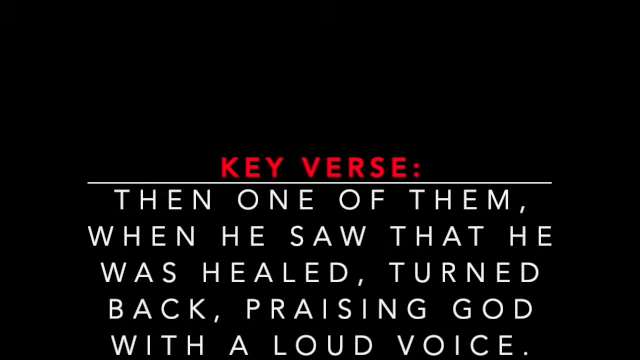 KEY VERSE:
THEN ONE OF THEM,
WHEN HE SAW THAT HE
WAS HEALED, TURNED
BACK, PRAISING GOD
WITH A LOUD VOICE.